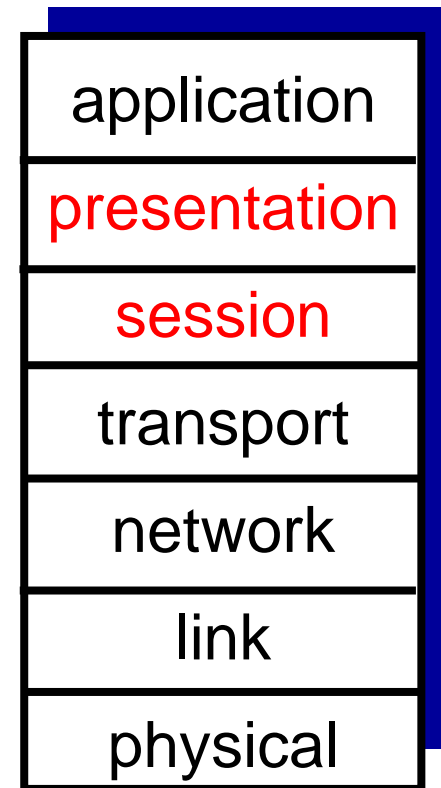 application
presentation
session
transport
network
link
physical